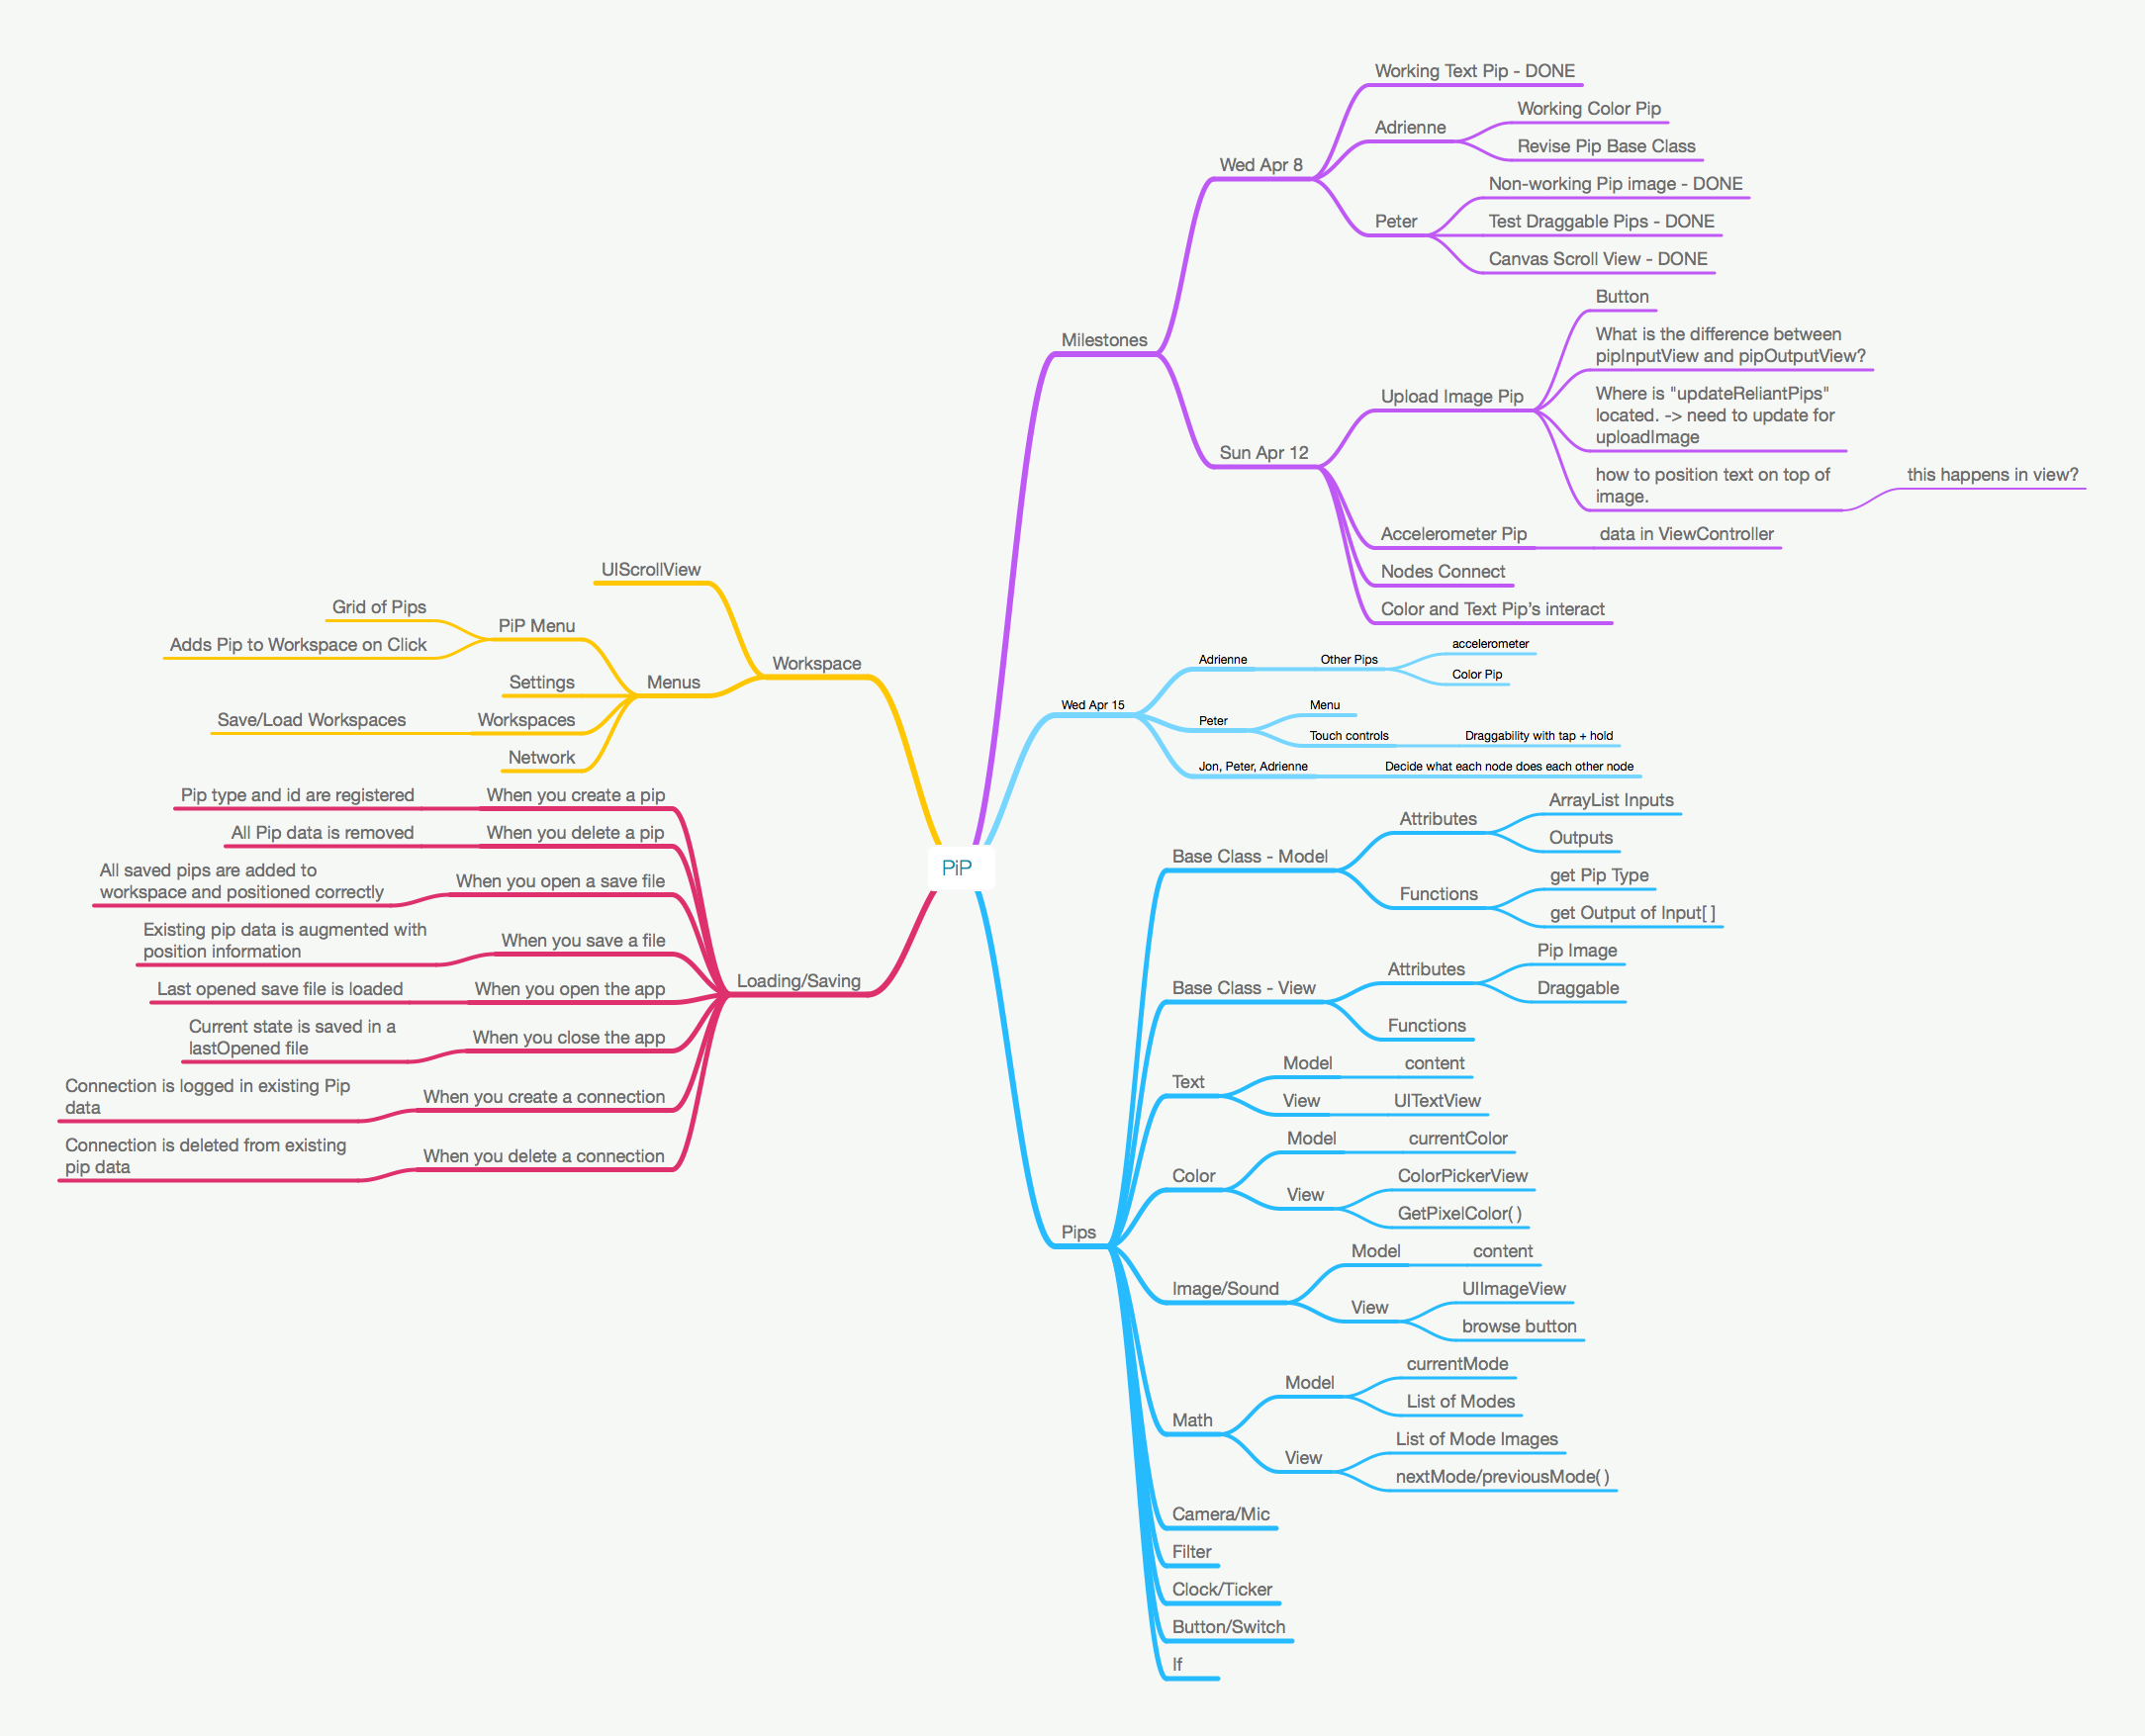 PiP
Milestones
Wed Apr 8
Working Text Pip - DONE
Adrienne
Working Color Pip
Revise Pip Base Class
Peter
Non-working Pip image - DONE
Test Draggable Pips - DONE
Canvas Scroll View - DONE
Sun Apr 12
Upload Image Pip
Button
What is the difference between
pipInputView and pipOutputView?
Where is "updateReliantPips"
located. -> need to update for
uploadImage
how to position text on top of
image.
this happens in view?
Accelerometer Pip
data in ViewController
Nodes Connect
Color and Text Pip’s interact
Wed Apr 15
Adrienne
Other Pips
accelerometer
Color Pip
Peter
Menu
Touch controls
Draggability with tap + hold
Jon, Peter, Adrienne
Decide what each node does each other node
Pips
Base Class - Model
Attributes
ArrayList Inputs
Outputs
Functions
get Pip Type
get Output of Input[ ]
Base Class - View
Attributes
Pip Image
Draggable
Functions
Text
Model
content
View
UITextView
Color
Model
currentColor
View
ColorPickerView
GetPixelColor( )
Image/Sound
Model
content
View
UIImageView
browse button
Math
Model
currentMode
List of Modes
View
List of Mode Images
nextMode/previousMode( )
Camera/Mic
Filter
Clock/Ticker
Button/Switch
If
Workspace
UIScrollView
Menus
PiP Menu
Grid of Pips
Adds Pip to Workspace on Click
Settings
Workspaces
Save/Load Workspaces
Network
Loading/Saving
When you create a pip
Pip type and id are registered
When you delete a pip
All Pip data is removed
When you open a save file
All saved pips are added to
workspace and positioned correctly
When you save a file
Existing pip data is augmented with
position information
When you open the app
Last opened save file is loaded
When you close the app
Current state is saved in a
lastOpened file
When you create a connection
Connection is logged in existing Pip
data
When you delete a connection
Connection is deleted from existing
pip data